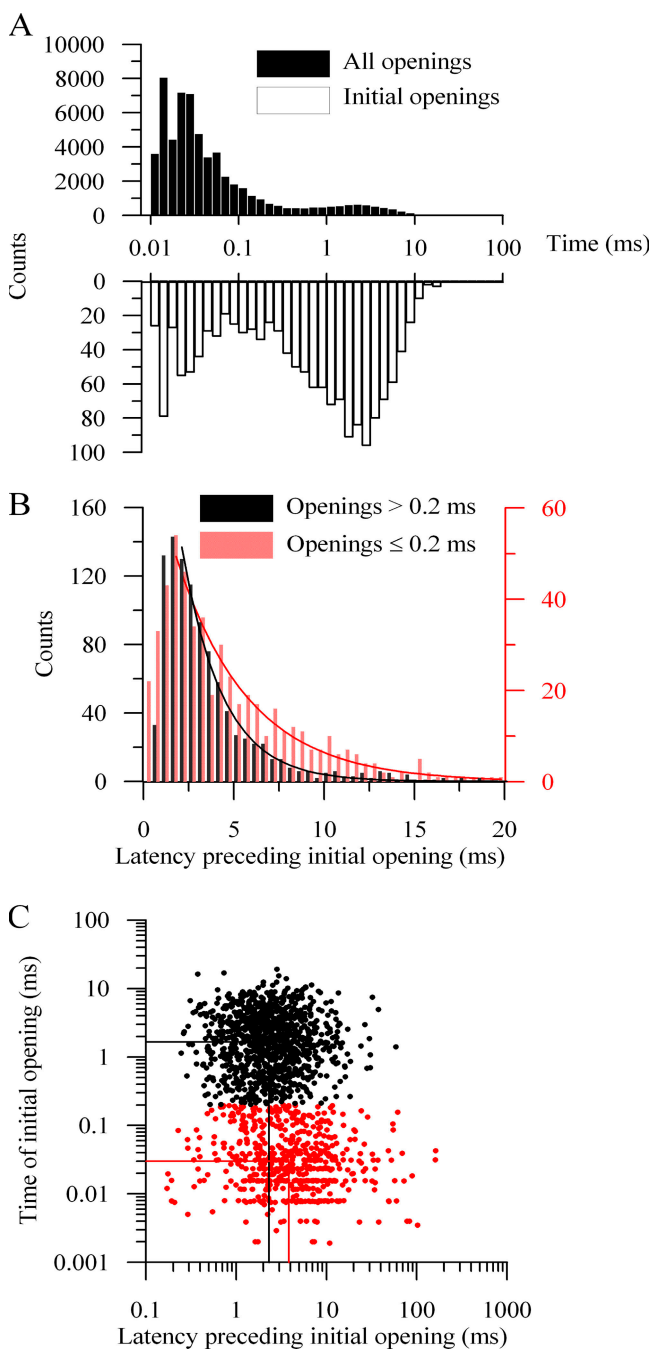 A
10000
8000
6000
4000
2000
0
All openings
Initial openings
0.01 0.1 1 10 100 Time (ms)
Counts
0
20
40
60
80
100
B
160
120
80
40
0
Counts
Openings > 0.2 ms
Openings ≤ 0.2 ms
60
40
20
0
0 5 10 15 20
Latency preceding initial opening (ms)
C
100
10
1
0.1
0.01
0.001
Time of initial opening (ms)
0.1 1 10 100 1000
Latency preceding initial opening (ms)